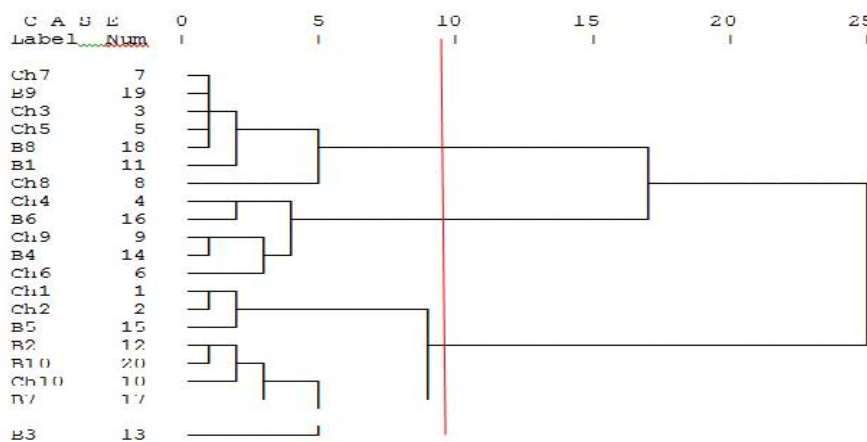 C A S E 0 5 10 15 20 25
Label Num
Ch7 7
B9 19
Ch3 3
Ch5 5
B8 18
B1 11
Ch8 8
Ch4 4
B6 16
Ch9 9
B4 14
Ch6 6
Ch1 1
Ch2 2
B5 15
B2 12
B10 20
Ch10 10
B7 17
B3 13